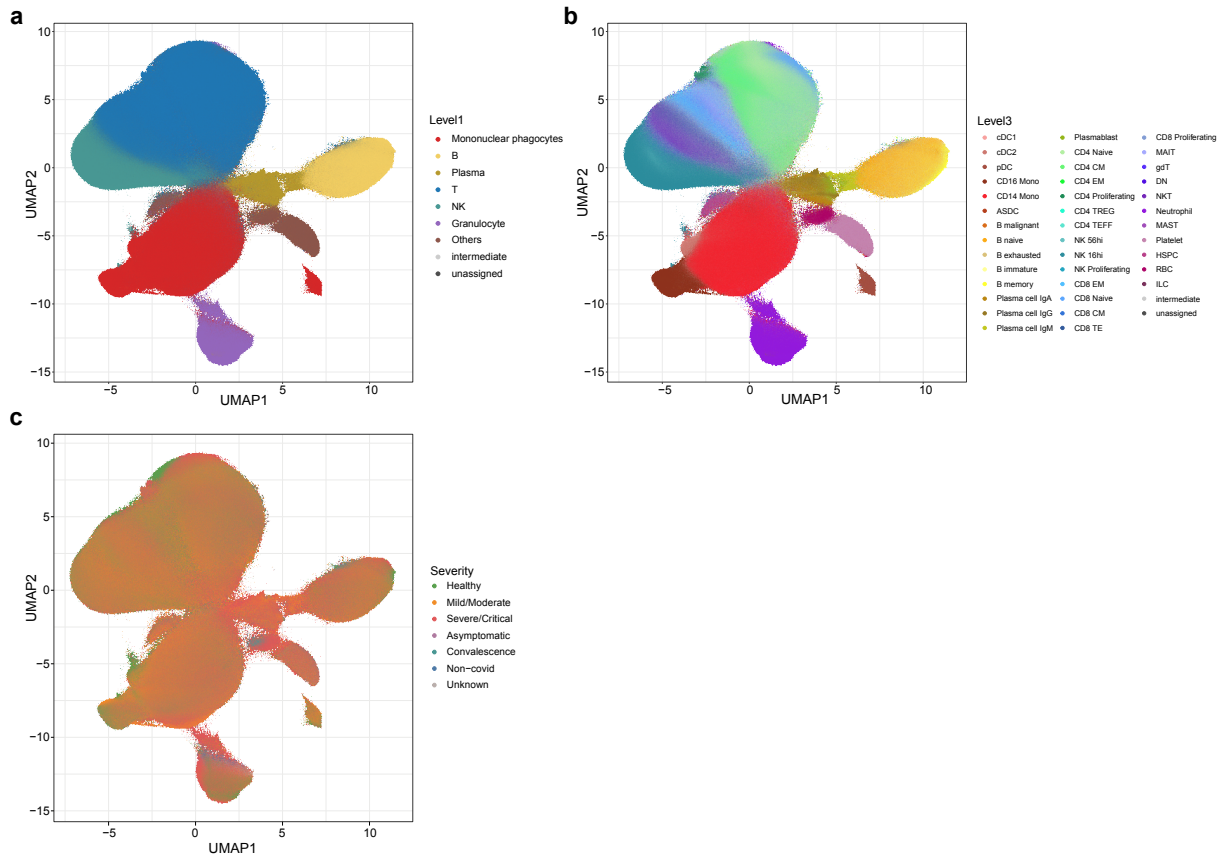 a
10
5
0
−5
−10
−15
−5
0
5
10
UMAP1
UMAP2
Level1
Mononuclear phagocytes
B
Plasma
T
NK
Granulocyte
Others
intermediate
unassigned
b
10
5
0
−5
−10
−15
−5
0
5
10
UMAP1
UMAP2
Level3
cDC1
cDC2
pDC
CD16 Mono
CD14 Mono
ASDC
B malignant
B naive
B exhausted
B immature
B memory
Plasma cell IgA
Plasma cell IgG
Plasma cell IgM
Plasmablast
CD4 Naive
CD4 CM
CD4 EM
CD4 Proliferating
CD4 TREG
CD4 TEFF
NK 56hi
NK 16hi
NK Proliferating
CD8 EM
CD8 Naive
CD8 CM
CD8 TE
CD8 Proliferating
MAIT
gdT
DN
NKT
Neutrophil
MAST
Platelet
HSPC
RBC
ILC
intermediate
unassigned
c
10
5
0
−5
−10
−15
−5
0
5
10
UMAP1
UMAP2
Severity
Healthy
Mild/Moderate
Severe/Critical
Asymptomatic
Convalescence
Non−covid
Unknown